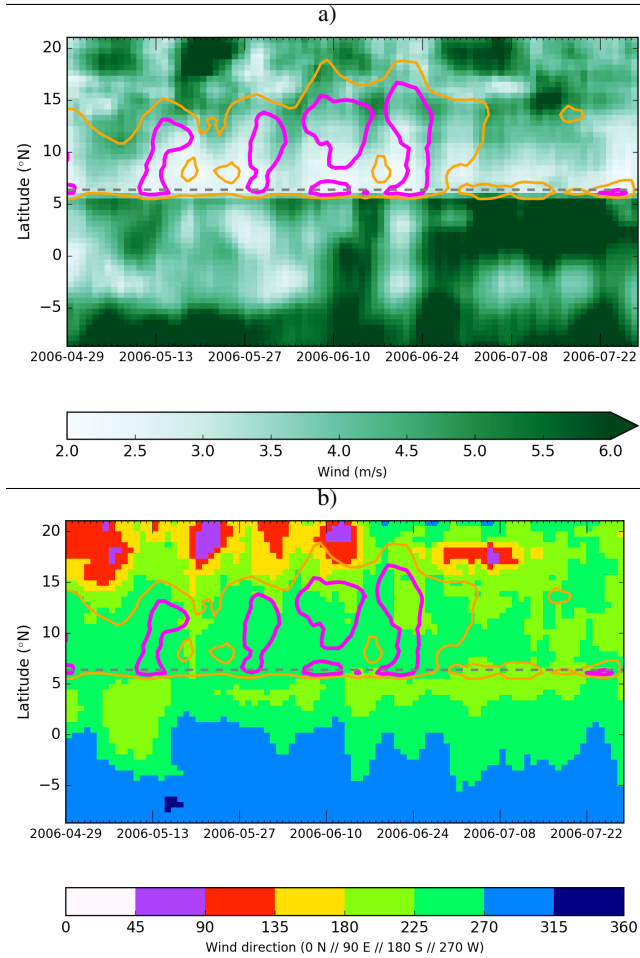 a)
20
15
10
5
0
−5
Latitude (°N)
2006-04-29 2006-05-13 2006-05-27 2006-06-10 2006-06-24 2006-07-08 2006-07-22
2.0 2.5 3.0 3.5 4.0 4.5 5.0 5.5 6.0
Wind (m/s)
b)
20
15
10
5
0
−5
Latitude (°N)
2006-04-29 2006-05-13 2006-05-27 2006-06-10 2006-06-24 2006-07-08 2006-07-22
0 45 90 135 180 225 270 315 360
Wind direction (0 N // 90 E // 180 S // 270 W)